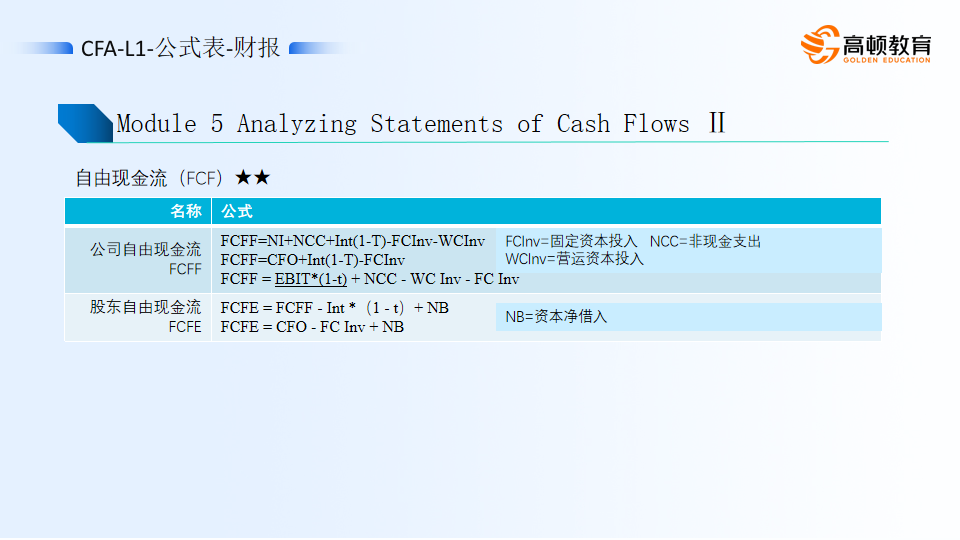 CFA-L1-公式表-财报
高顿教育
GOLDEN EDUCATION
Module 5 Analyzing Statements of Cash Flows Ⅱ
自由现金流（FCF）★★
名称 公式
公司自由现金流
FCFF
FCFF=NI+NCC+Int(1-T)-FCInv-WCInv
FCFF=CFO+Int(1-T)-FCInv
FCFF = EBIT*(1-t) + NCC - WC Inv - FC Inv
FCInv=固定资本投入 NCC=非现金支出
WCInv=营运资本投入
股东自由现金流
FCFE
FCFE = FCFF - Int *（1 - t）+ NB
FCFE = CFO - FC Inv + NB
NB=资本净借入